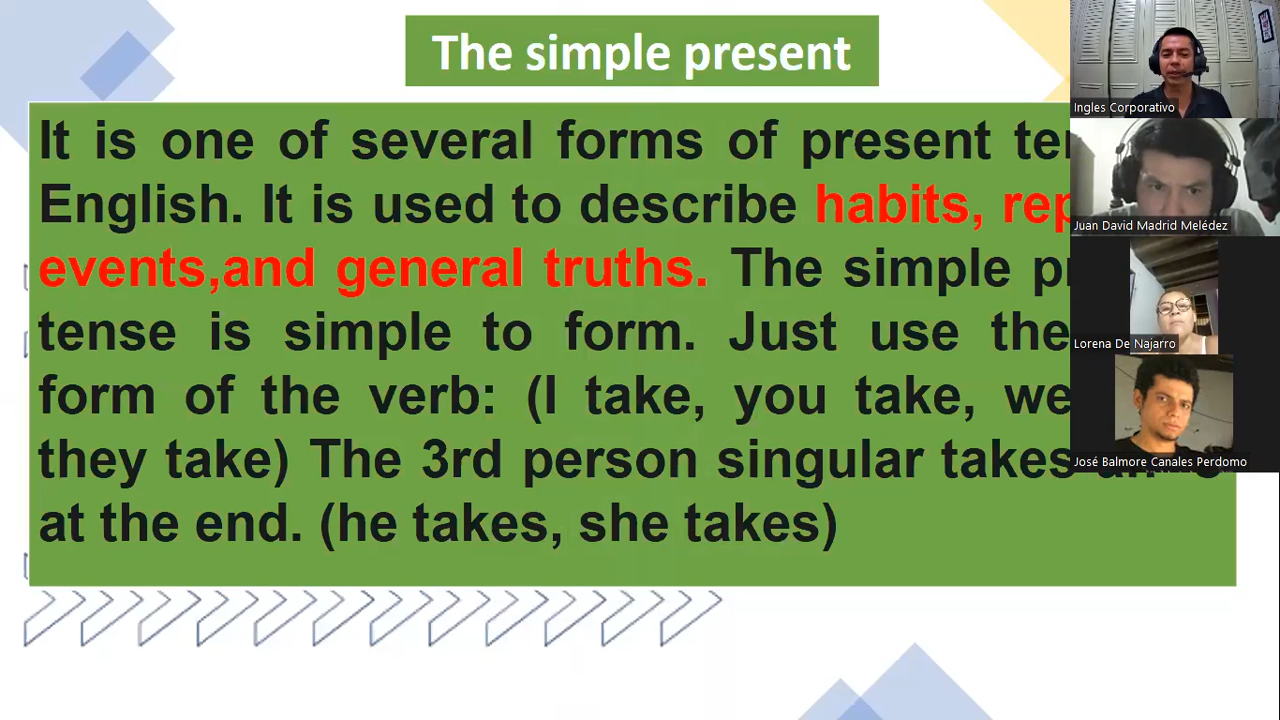 The simple present
It is one of several forms of present
English. It is used to describe habits,
events,and general truths. The simple
tense is simple to form. Just use the
form of the verb: (I take, you take, we
they take) The 3rd person singular takes
at the end. (he takes, she takes)
Ingles Corporativo
Juan David Madrid Melédez
Lorena De Najarro
José Balmore Canales Perdomo